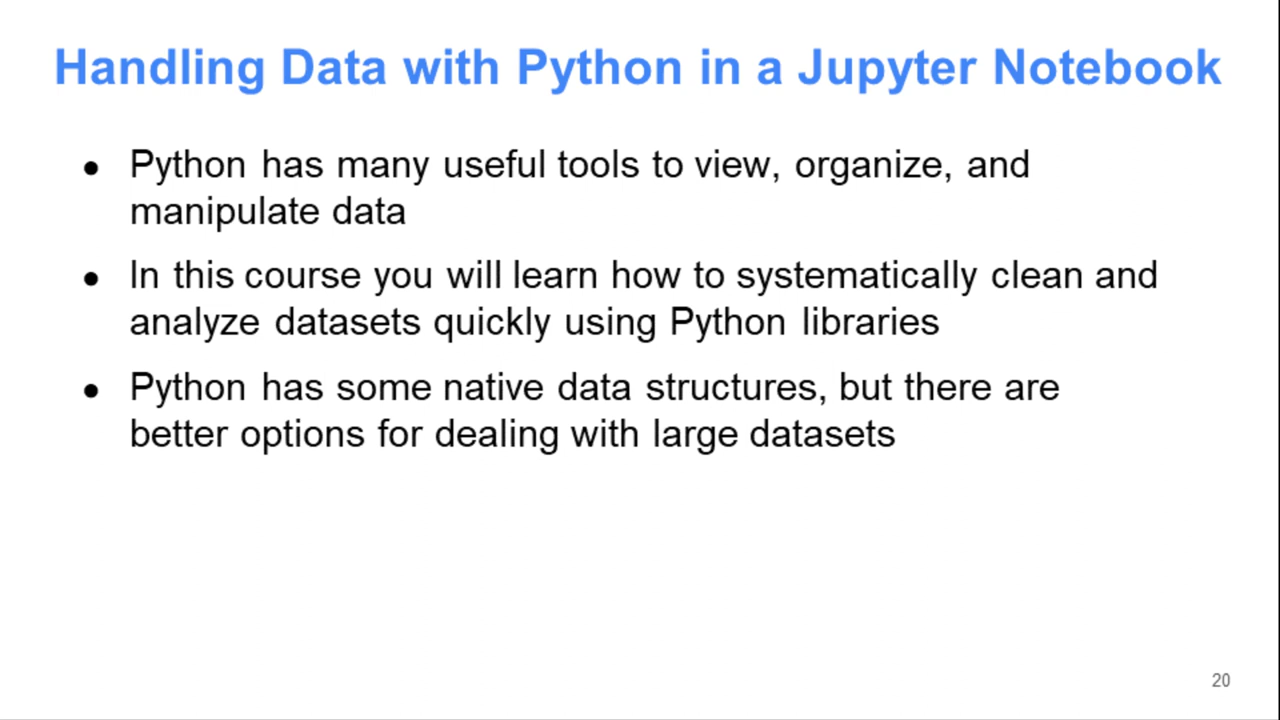 Handling Data with Python in a Jupyter Notebook
● Python has many useful tools to view, organize, and
manipulate data
● In this course you will learn how to systematically clean and
analyze datasets quickly using Python libraries
● Python has some native data structures, but there are
better options for dealing with large datasets
20